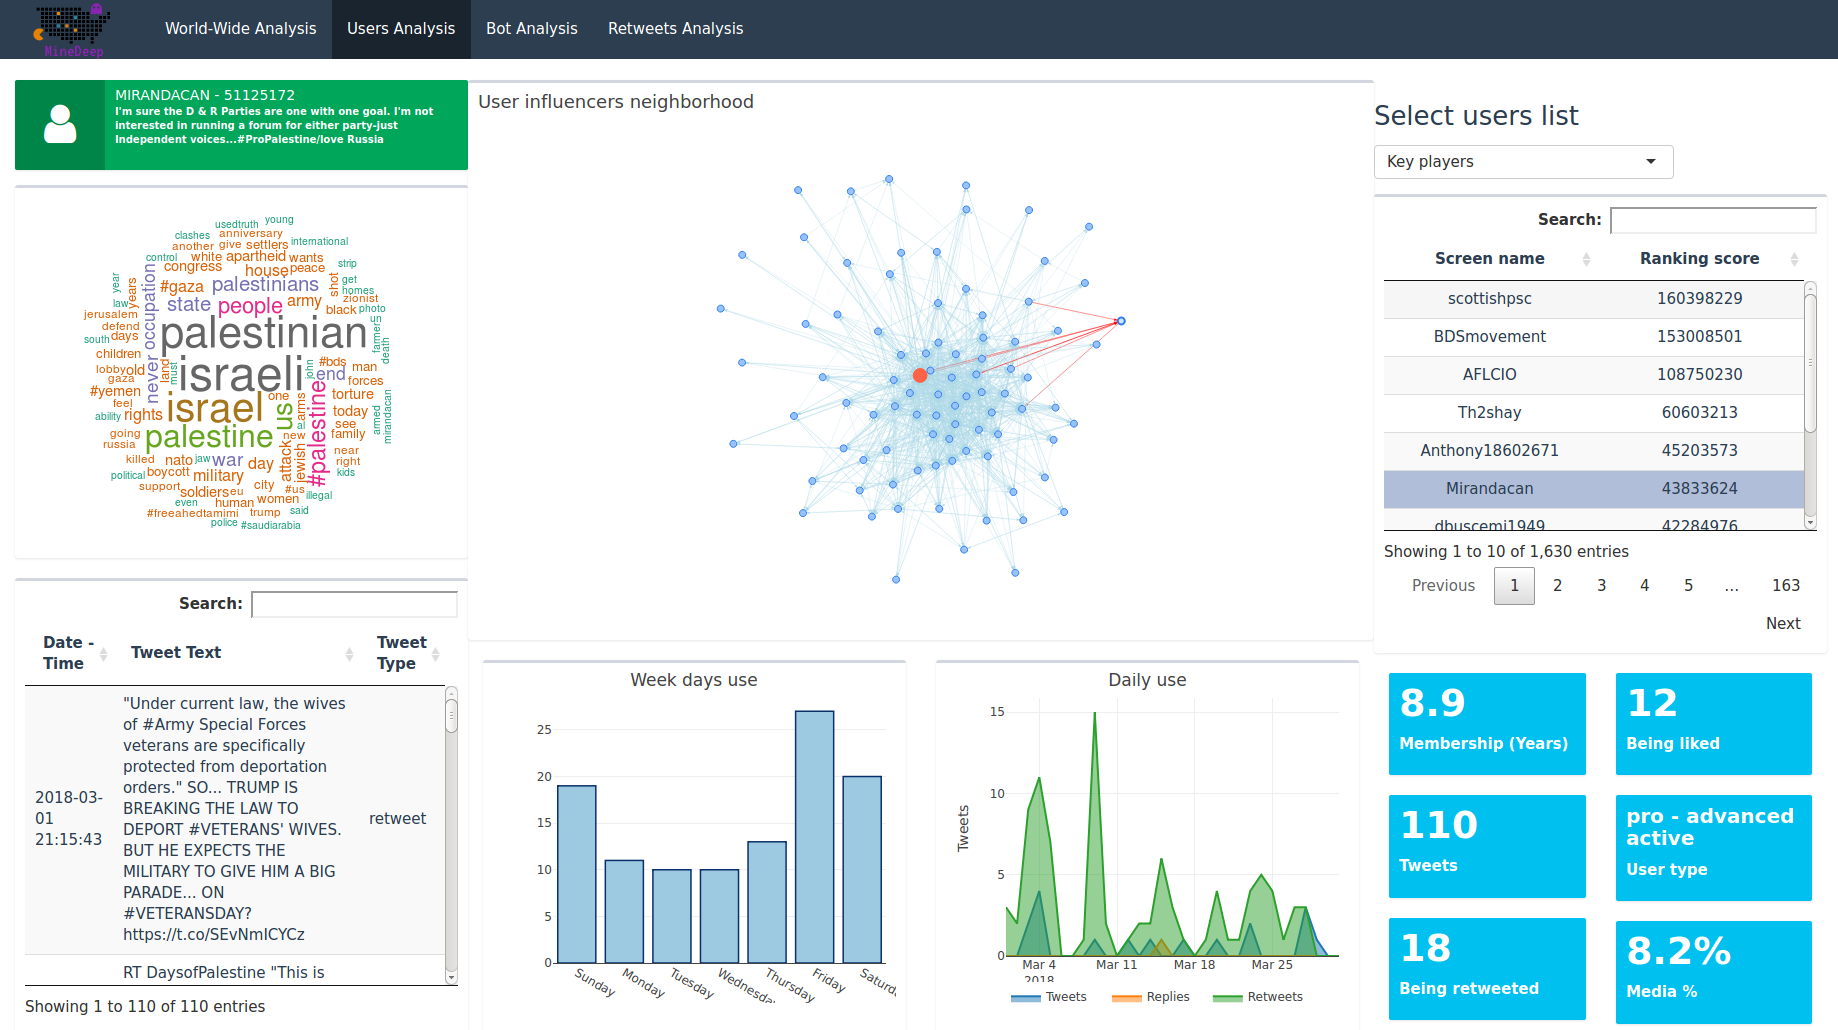 MineDeep
World-Wide Analysis
Users Analysis
Bot Analysis
Retweets Analysis
MIRANDACAN - 51125172
I'm sure the D & R Parties are one with one goal. I'm not
interested in running a forum for either party-just
Independent voices...#ProPalestine/love Russia
young
usedtruth
clashes
anniversary
another
give
settlers
international
control
white
apartheid
wants
congress
house
peace
strip
year
years
occupation
#gaza
palestinians
shot
get
homes
law
state
people
army
zionist
black
photo
jerusalem
palestinian
un
defend
south
days
farmer
death
children
never
land
must
israeli
john
#bds
end
man
lobby
old
gaza
forces
#yemen
feel
israel
one
arms
torture
ability
rights
us
#palestine
today
armed
mirandacan
al
see
going
palestine
new
family
russia
killed
nato
jaw
war
day
attack
jewish
near
right
political
boycott
military
kids
support
soldiers
eu
city
#us
illegal
even
human
women
#freeahedtamimi
trump
said
police
#saudiarabia
Search:
Date -
Time
Tweet Text
Tweet
Type
2018-03-
01
21:15:43
"Under current law, the wives
of #Army Special Forces
veterans are specifically
protected from deportation
orders." SO... TRUMP IS
BREAKING THE LAW TO
DEPORT #VETERANS' WIVES.
BUT HE EXPECTS THE
MILITARY TO GIVE HIM A BIG
PARADE... ON
#VETERANSDAY?
https://t.co/SEvNmICYCz
retweet
RT DaysofPalestine "This is
Showing 1 to 110 of 110 entries
User influencers neighborhood
Week days use
25
20
15
10
5
0
Sunday
Monday
Tuesday
Wednesda
Thursday
Friday
Saturd
Daily use
Tweets
15
10
5
0
Mar 4
2018
Mar 11
Mar 18
Mar 25
Tweets
Replies
Retweets
Select users list
Key players
Search:
Screen name Ranking score
scottishpsc 160398229
BDSmovement 153008501
AFLCIO 108750230
Th2shay 60603213
Anthony18602671 45203573
Mirandacan 43833624
dbuscemi1949 42284976
Showing 1 to 10 of 1,630 entries
Previous 1 2 3 4 5 … 163
Next
8.9
Membership (Years)
12
Being liked
110
Tweets
pro - advanced
active
User type
18
Being retweeted
8.2%
Media %